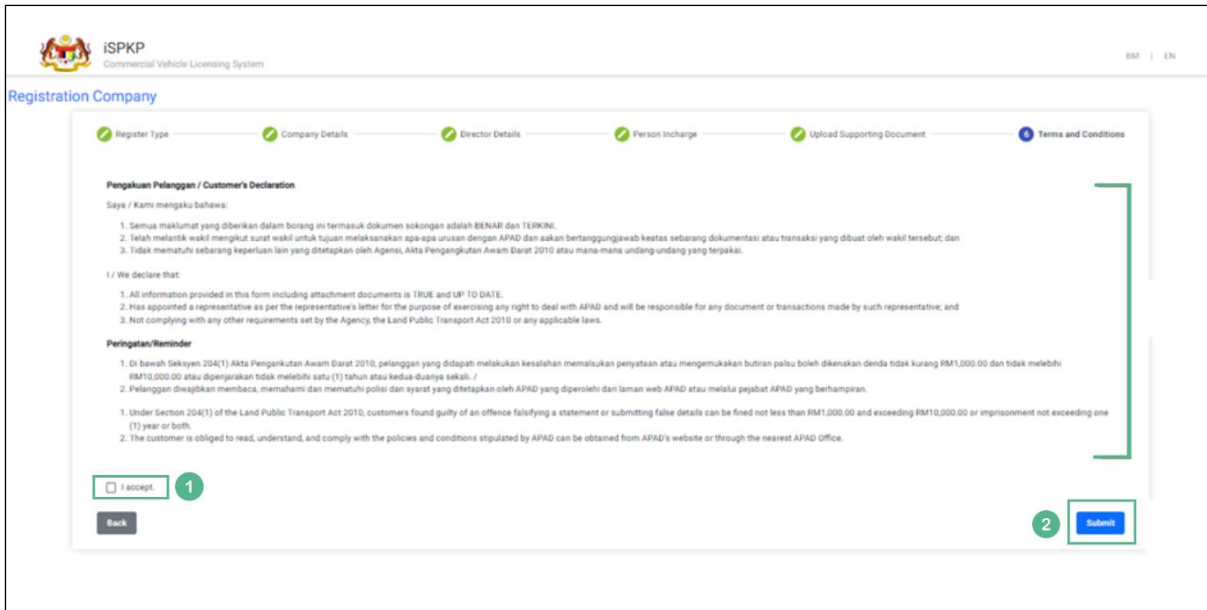 iSPKP
Commercial Vehicle Licensing System
BM | EN
Registration Company
Register Type
Company Details
Director Details
Person Incharge
Upload Supporting Document
6 Terms and Conditions
Pengakuan Pelanggan / Customer's Declaration
Saya / Kami mengaku bahawa:
1. Semua maklumat yang diberikan dalam borang ini termasuk dokumen sokongan adalah BENAR dan TERKINI.
2. Telah melantik wakil mengikut surat wakil untuk tujuan melaksanakan apa-apa urusan dengan APAD dan aakan bertanggungjawab keatas sebarang dokumentasi atau transaksi yang dibuat oleh wakil tersebut; dan
3. Tidak mematuhi sebarang keperluan lain yang ditetapkan oleh Agensi, Akta Pengangkutan Awam Darat 2010 atau mana-mana undang-undang yang terpakai.
I / We declare that:
1. All information provided in this form including attachment documents is TRUE and UP TO DATE.
2. Has appointed a representative as per the representative's letter for the purpose of exercising any right to deal with APAD and will be responsible for any document or transactions made by such representative; and
3. Not complying with any other requirements set by the Agency, the Land Public Transport Act 2010 or any applicable laws.
Peringatan/Reminder
1. Di bawah Seksyen 204(1) Akta Pengankutan Awam Darat 2010, pelanggan yang didapati melakukan kesalahan memalsukan penyataan atau mengemukakan butiran palsu boleh dikenakan denda tidak kurang RM1,000.00 dan tidak melebihi
RM10,000.00 atau dipenjarakan tidak melebihi satu (1) tahun atau kedua-duanya sekali. /
2. Pelanggan diwajibkan membaca, memahami dan mematuhi polisi dan syarat yang ditetapkan oleh APAD yang diperolehi dari laman web APAD atau melalui pejabat APAD yang berhampiran.
1. Under Section 204(1) of the Land Public Transport Act 2010, customers found guilty of an offence falsifying a statement or submitting false details can be fined not less than RM1,000.00 and exceeding RM10,000.00 or imprisonment not exceeding one
(1) year or both.
2. The customer is obliged to read, understand, and comply with the policies and conditions stipulated by APAD can be obtained from APAD's website or through the nearest APAD Office.
I accept. 1
Back
2 Submit